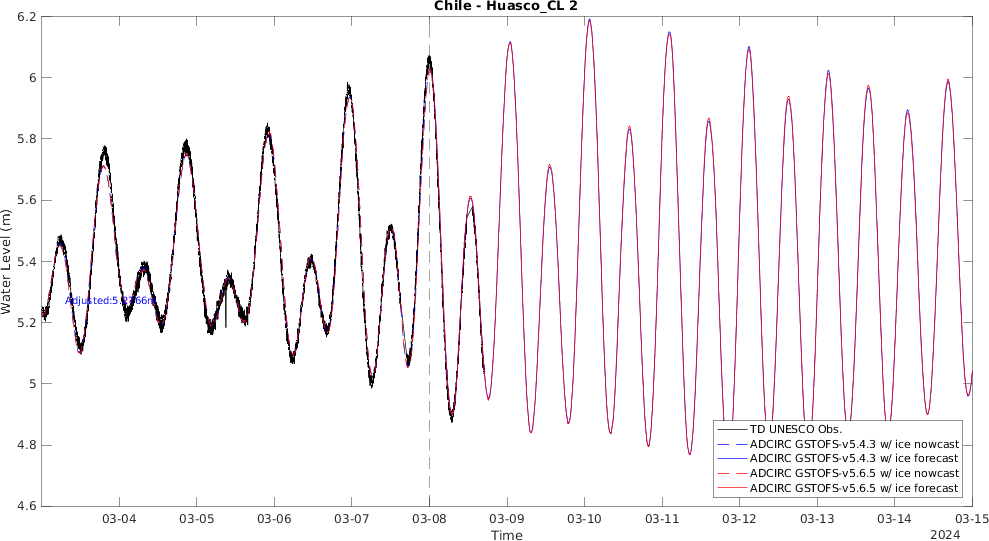 Chile - Huasco_CL 2
6.2
6
5.8
5.6
5.4
5.2
5
4.8
4.6
Water Level (m)
TD UNESCO Obs.
ADCIRC GSTOFS-v5.4.3 w/ ice nowcast
ADCIRC GSTOFS-v5.4.3 w/ ice forecast
ADCIRC GSTOFS-v5.6.5 w/ ice nowcast
ADCIRC GSTOFS-v5.6.5 w/ ice forecast
03-04 03-05 03-06 03-07 03-08 03-09 03-10 03-11 03-12 03-13 03-14 03-15
Time
2024